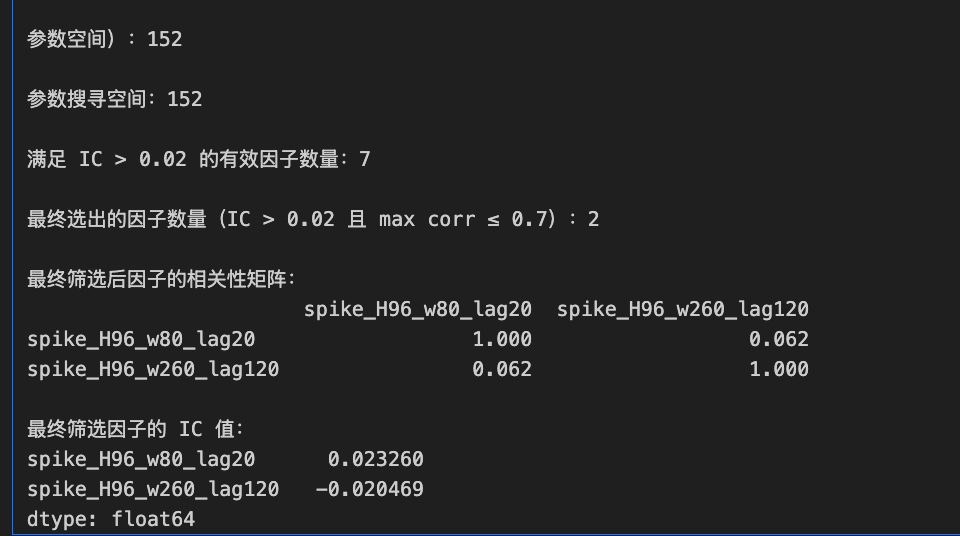 参数空间）：152
参数搜寻空间：152
满足 IC > 0.02 的有效因子数量：7
最终选出的因子数量（IC > 0.02 且 max corr ≤ 0.7）：2
最终筛选后因子的相关性矩阵：
spike_H96_w80_lag20 spike_H96_w260_lag120
spike_H96_w80_lag20 1.000 0.062
spike_H96_w260_lag120 0.062 1.000
最终筛选因子的 IC 值：
spike_H96_w80_lag20 0.023260
spike_H96_w260_lag120 -0.020469
dtype: float64